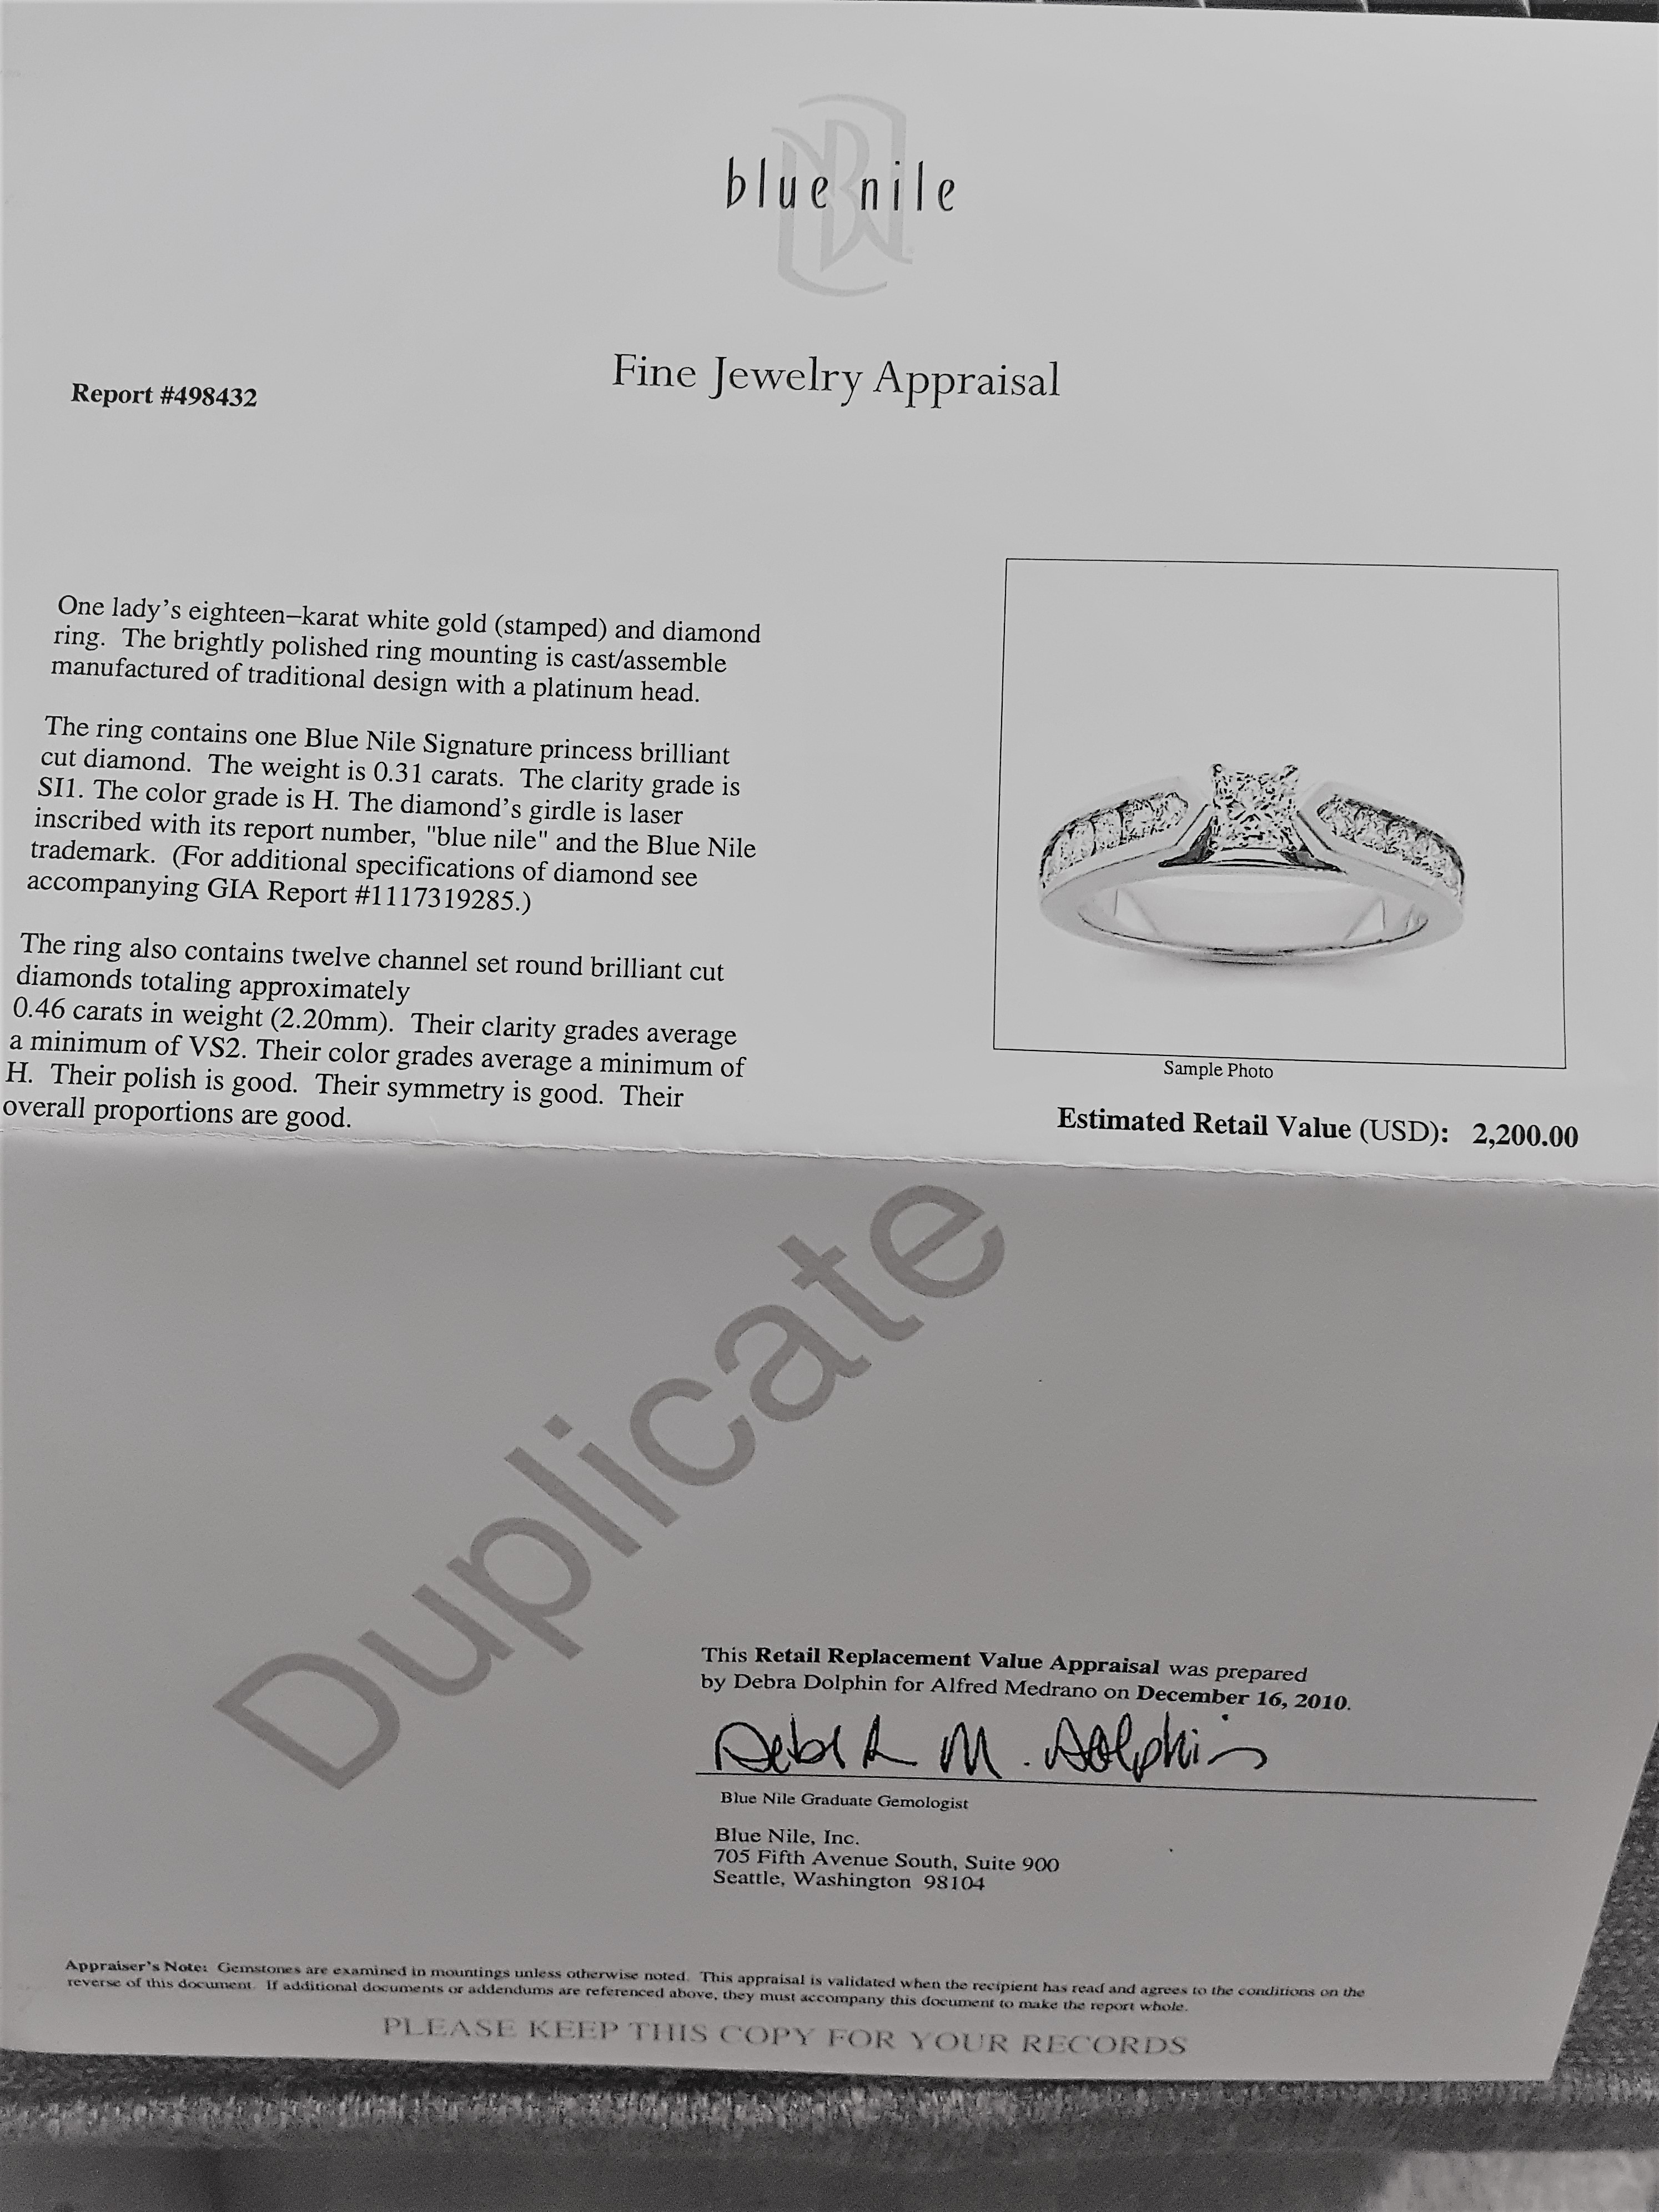 blue nile
Fine Jewelry Appraisal
Report #498432
One lady's eighteen–karat white gold (stamped) and diamond
ring. The brightly polished ring mounting is cast/assemble
manufactured of traditional design with a platinum head.
The ring contains one Blue Nile Signature princess brilliant
cut diamond. The weight is 0.31 carats. The clarity grade is
SI1. The color grade is H. The diamond's girdle is laser
inscribed with its report number, "blue nile" and the Blue Nile
trademark. (For additional specifications of diamond see
accompanying GIA Report #1117319285.)
The ring also contains twelve channel set round brilliant cut
diamonds totaling approximately
0.46 carats in weight (2.20mm). Their clarity grades average
a minimum of VS2. Their color grades average a minimum of
H. Their polish is good. Their symmetry is good. Their
overall proportions are good.
Sample Photo
Estimated Retail Value (USD): 2,200.00
Duplicate
This Retail Replacement Value Appraisal was prepared
by Debra Dolphin for Alfred Medrano on December 16, 2010.
Debra M. Dolphin
Blue Nile Graduate Gemologist
Blue Nile, Inc.
705 Fifth Avenue South, Suite 900
Seattle, Washington 98104
Appraiser's Note: Gemstones are examined in mountings unless otherwise noted. This appraisal is validated when the recipient has read and agrees to the conditions on the
reverse of this document. If additional documents or addendums are referenced above, they must accompany this document to make the report whole.
PLEASE KEEP THIS COPY FOR YOUR RECORDS